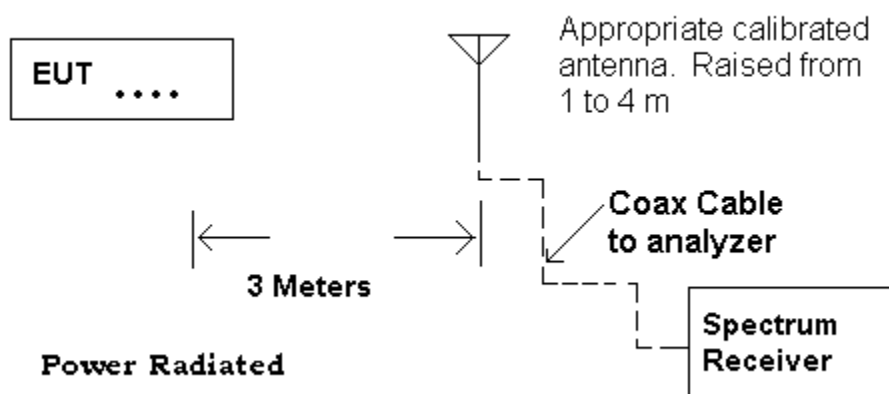 EUT ....
Appropriate calibrated
antenna. Raised from
1 to 4 m
Coax Cable
to analyzer
3 Meters
Spectrum
Receiver
Power Radiated